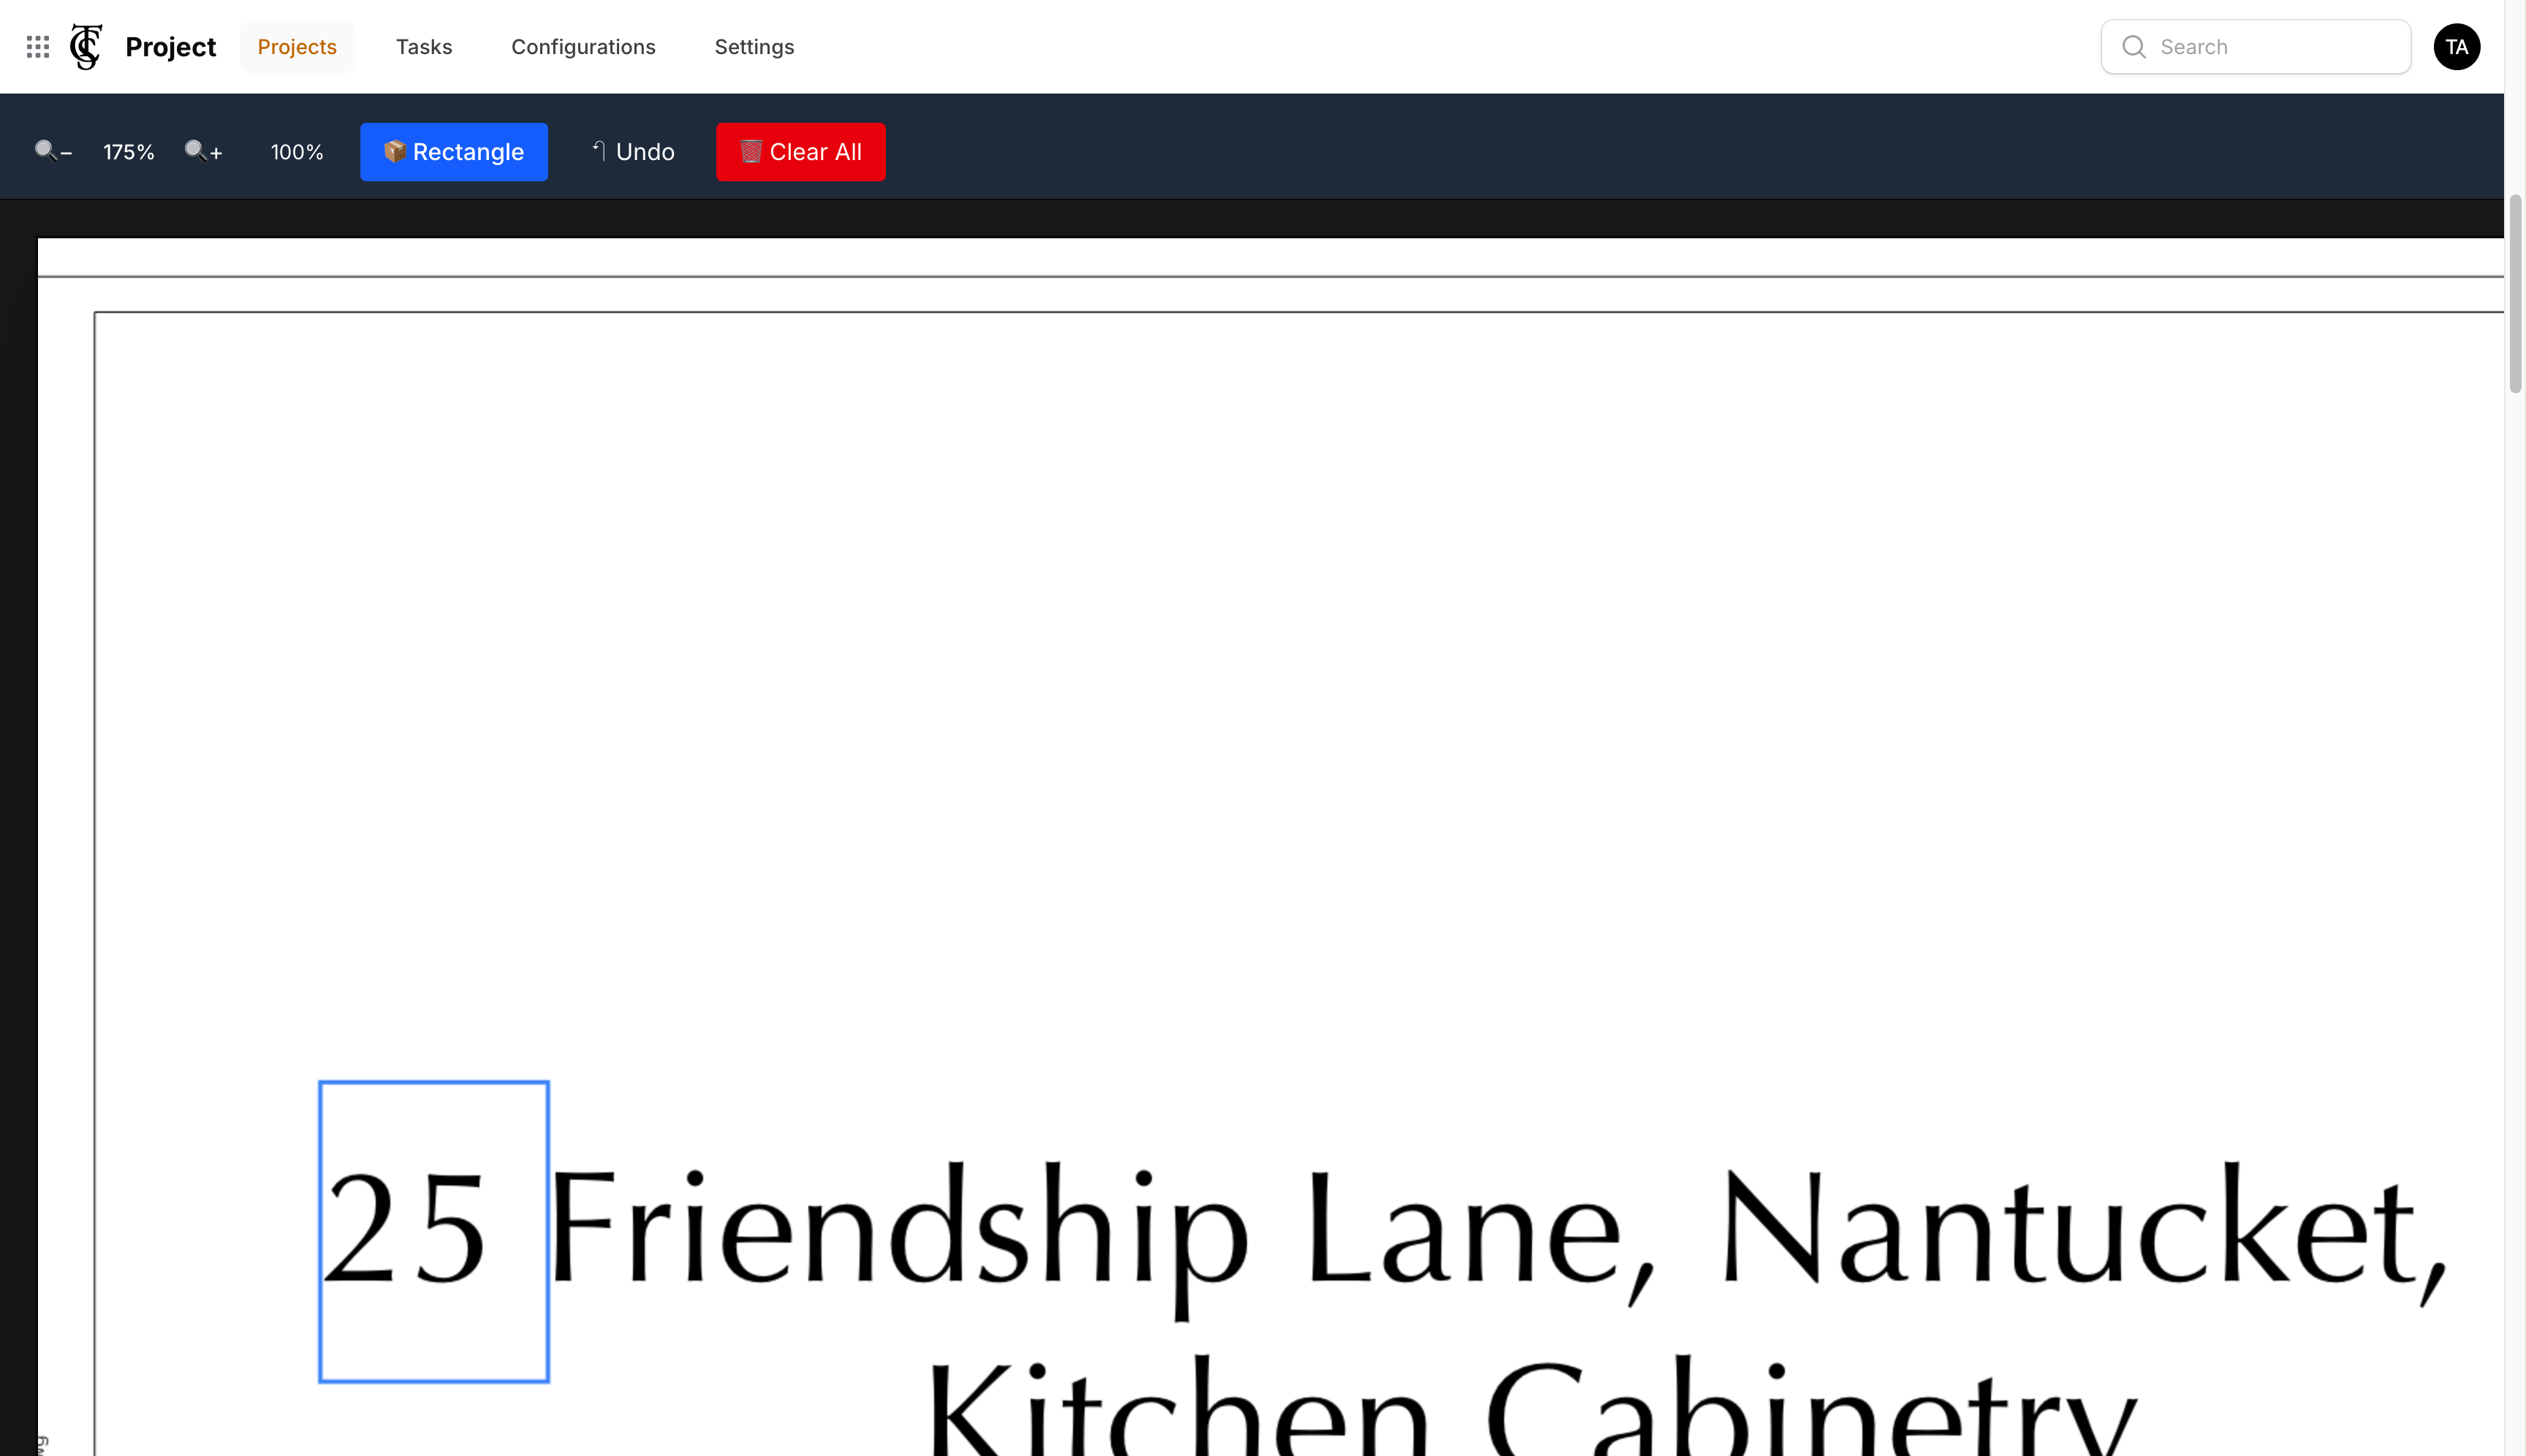 Project Projects Tasks Configurations Settings Search TA
175% 100% Rectangle Undo Clear All
25 Friendship Lane, Nantucket,
Kitchen Cabinetry